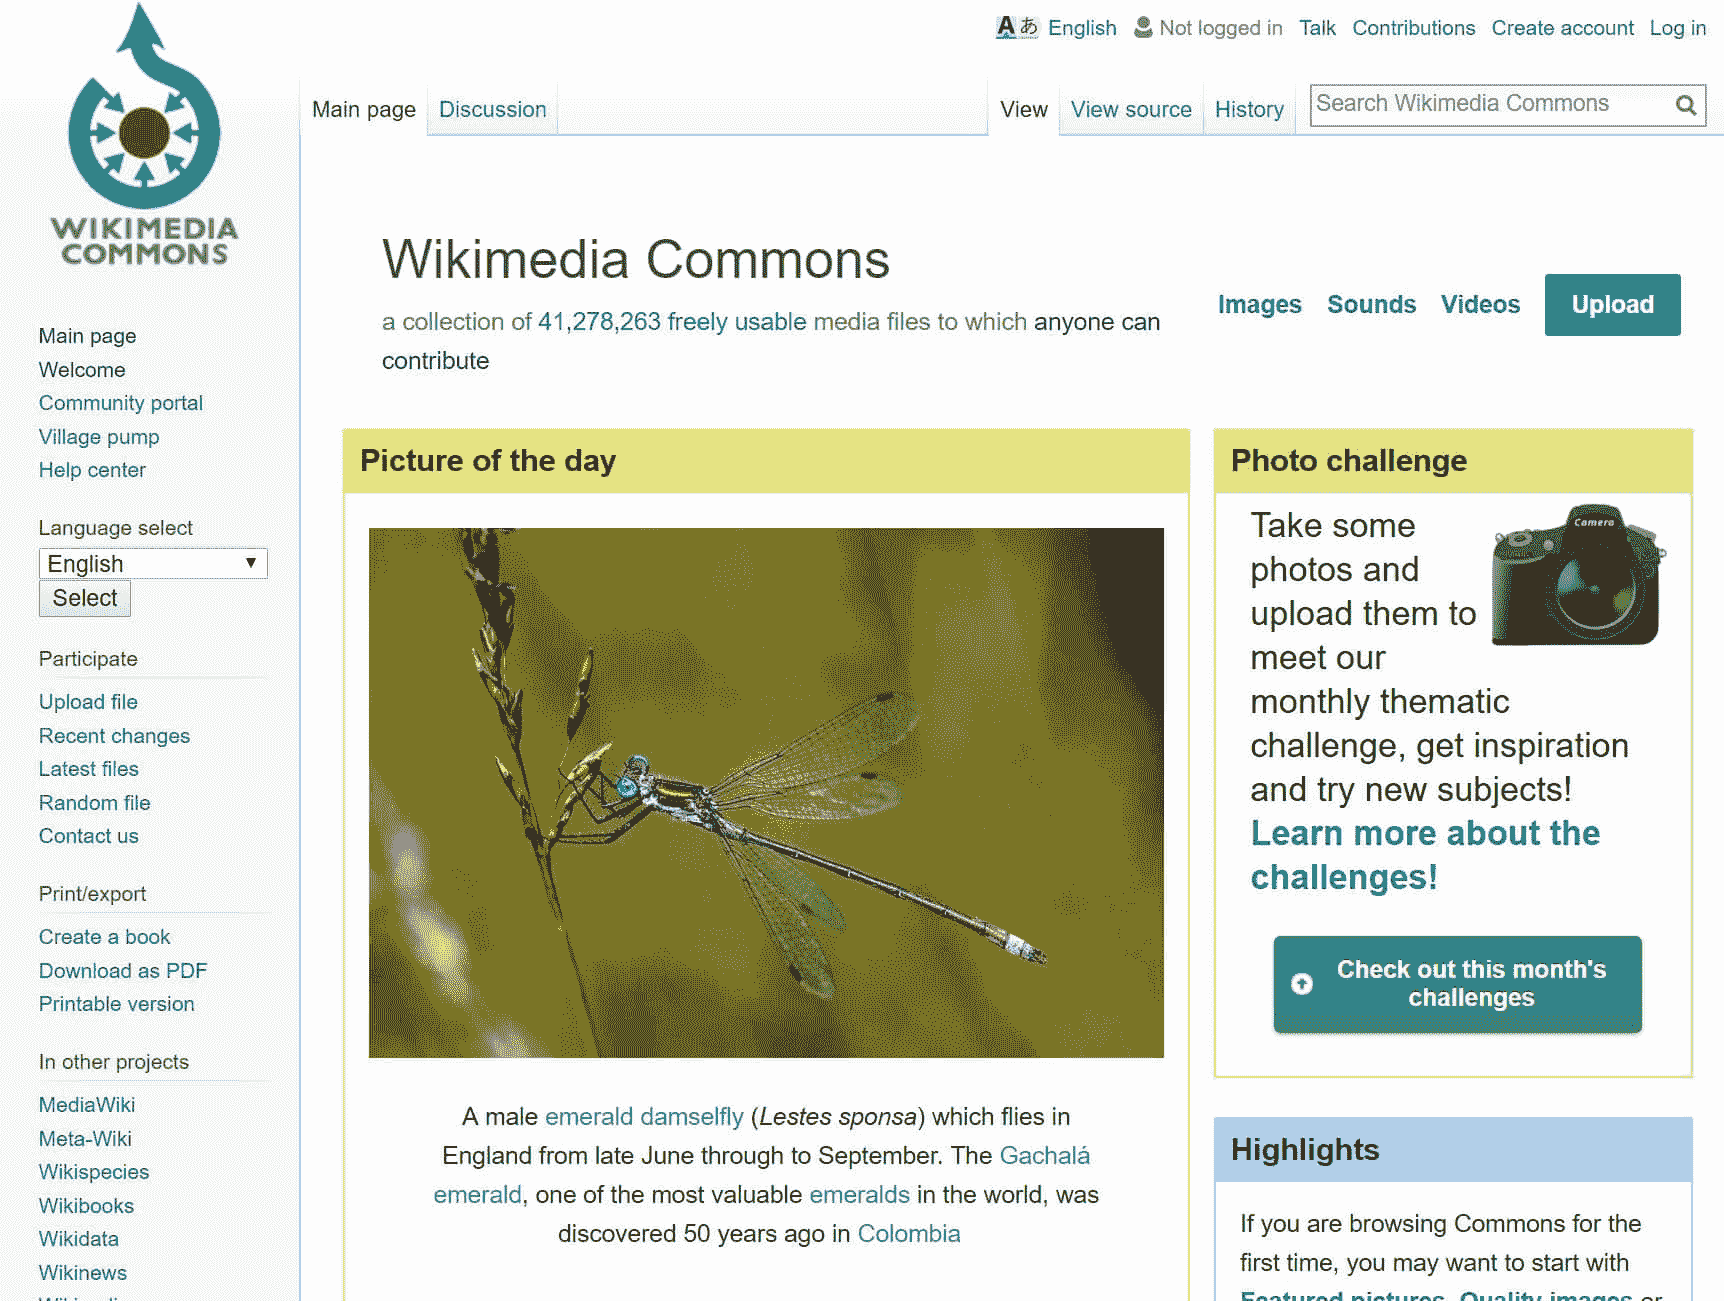 English Not logged in Talk Contributions Create account Log in
Main page Discussion View View source History Search Wikimedia Commons
WIKIMEDIA
COMMONS
Main page
Welcome
Community portal
Village pump
Help center
Language select
English
Select
Participate
Upload file
Recent changes
Latest files
Random file
Contact us
Print/export
Create a book
Download as PDF
Printable version
In other projects
MediaWiki
Meta-Wiki
Wikispecies
Wikibooks
Wikidata
Wikinews
Wikimedia Commons
a collection of 41,278,263 freely usable media files to which anyone can
contribute
Images Sounds Videos Upload
Picture of the day
A male emerald damselfly (Lestes sponsa) which flies in
England from late June through to September. The Gachalá
emerald, one of the most valuable emeralds in the world, was
discovered 50 years ago in Colombia
Photo challenge
Camera
Take some
photos and
upload them to
meet our
monthly thematic
challenge, get inspiration
and try new subjects!
Learn more about the
challenges!
Check out this month's
challenges
Highlights
If you are browsing Commons for the
first time, you may want to start with
Featured pictures, Quality images or